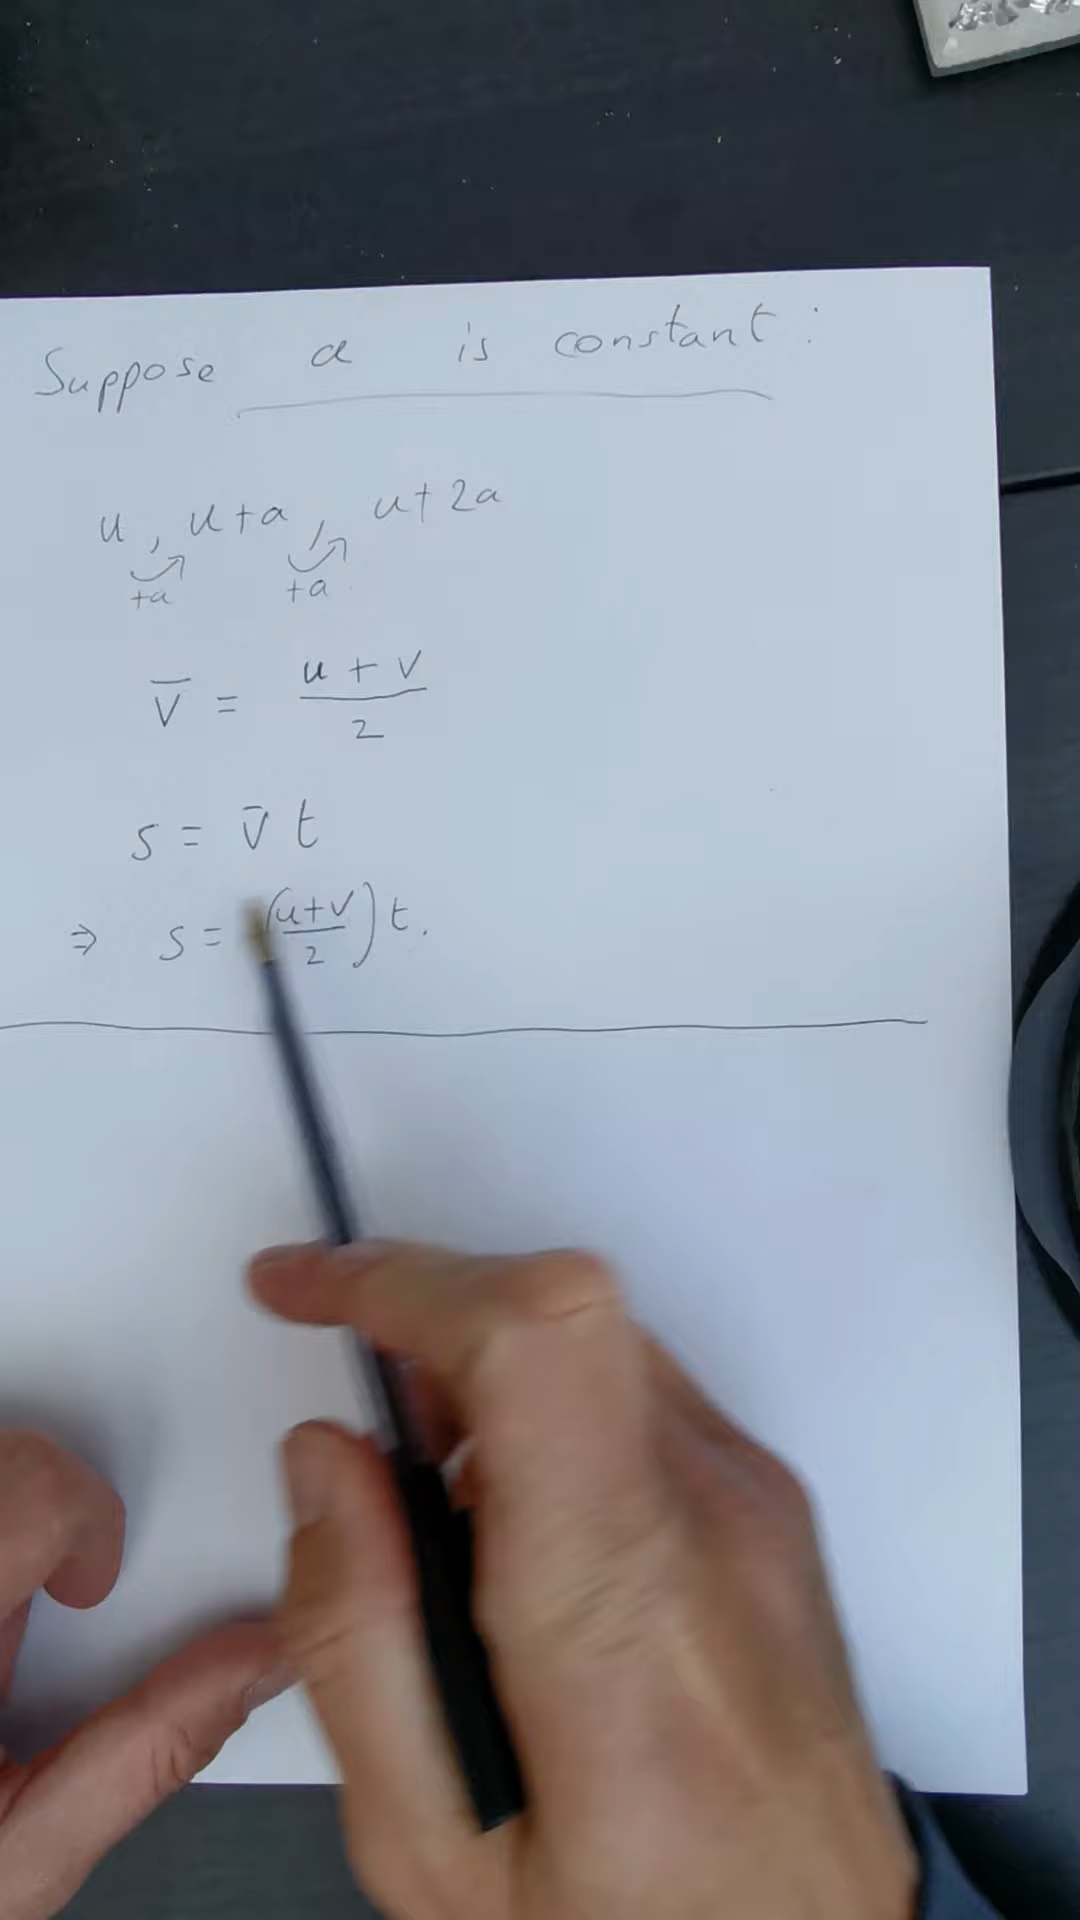 Suppose a is constant:
u, u+a, u+2a
+a +a
v̄ = u + v / 2
s = v̄ t
⇒ s = (u+v / 2) t.